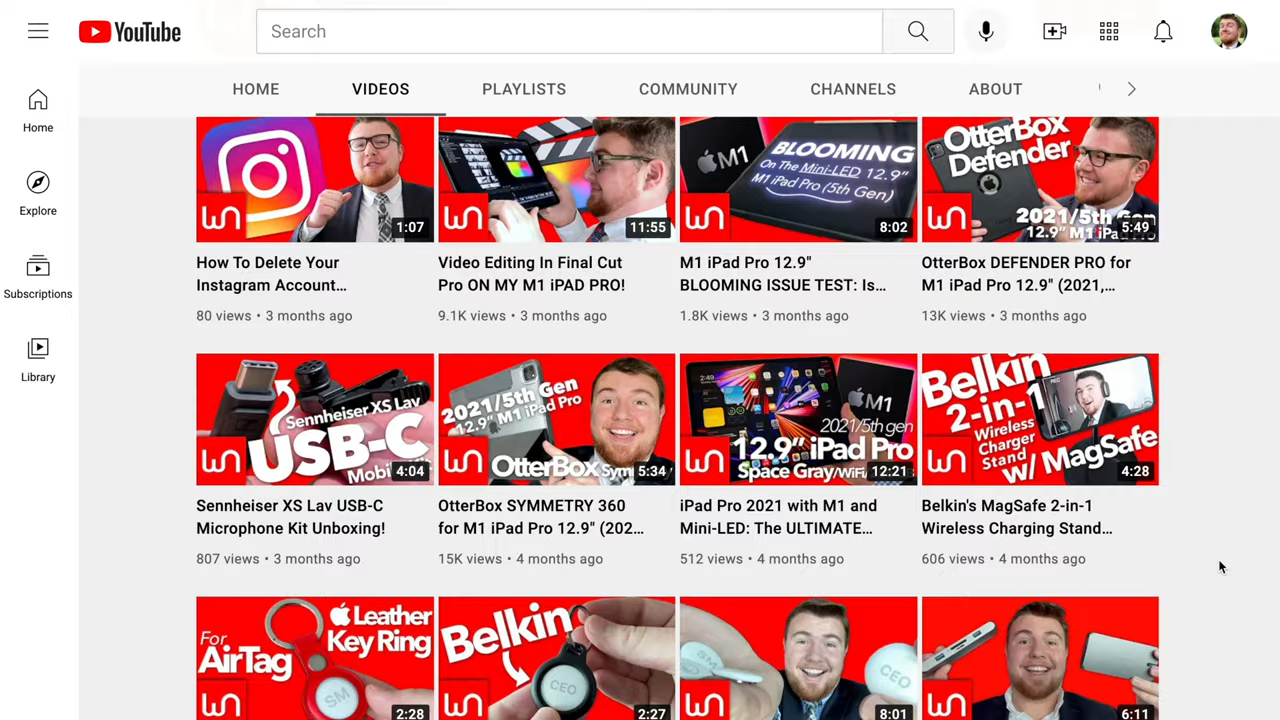 YouTube
Search
HOME
VIDEOS
PLAYLISTS
COMMUNITY
CHANNELS
ABOUT
Home
Explore
Subscriptions
Library
1:07
How To Delete Your
Instagram Account...
80 views • 3 months ago
11:55
Video Editing In Final Cut
Pro ON MY M1 iPAD PRO!
9.1K views • 3 months ago
M1
BLOOMING
On The Mini-LED 12.9"
M1 iPad Pro (5th Gen)
8:02
M1 iPad Pro 12.9"
BLOOMING ISSUE TEST: Is...
1.8K views • 3 months ago
OtterBox
Defender
2021/5th Gen
12.9" M1 iPad
5:49
OtterBox DEFENDER PRO for
M1 iPad Pro 12.9" (2021,...
13K views • 3 months ago
Sennheiser XS Lav
USB-C
Mobil
4:04
Sennheiser XS Lav USB-C
Microphone Kit Unboxing!
807 views • 3 months ago
2021/5th Gen
12.9" M1 iPad Pro
OtterBox Sym
5:34
OtterBox SYMMETRY 360
for M1 iPad Pro 12.9" (202...
15K views • 4 months ago
2:49
M1
2021/5th gen
12.9" iPad Pro
Space Gray/WiFi/
12:21
iPad Pro 2021 with M1 and
Mini-LED: The ULTIMATE...
512 views • 4 months ago
Belkin
2-in-1
Wireless
Charger
Stand
w/ MagSafe
4:28
Belkin's MagSafe 2-in-1
Wireless Charging Stand...
606 views • 4 months ago
For
AirTag
Leather
Key Ring
SM
2:28
Belkin
CEO
2:27
SM
CEO
8:01
6:11